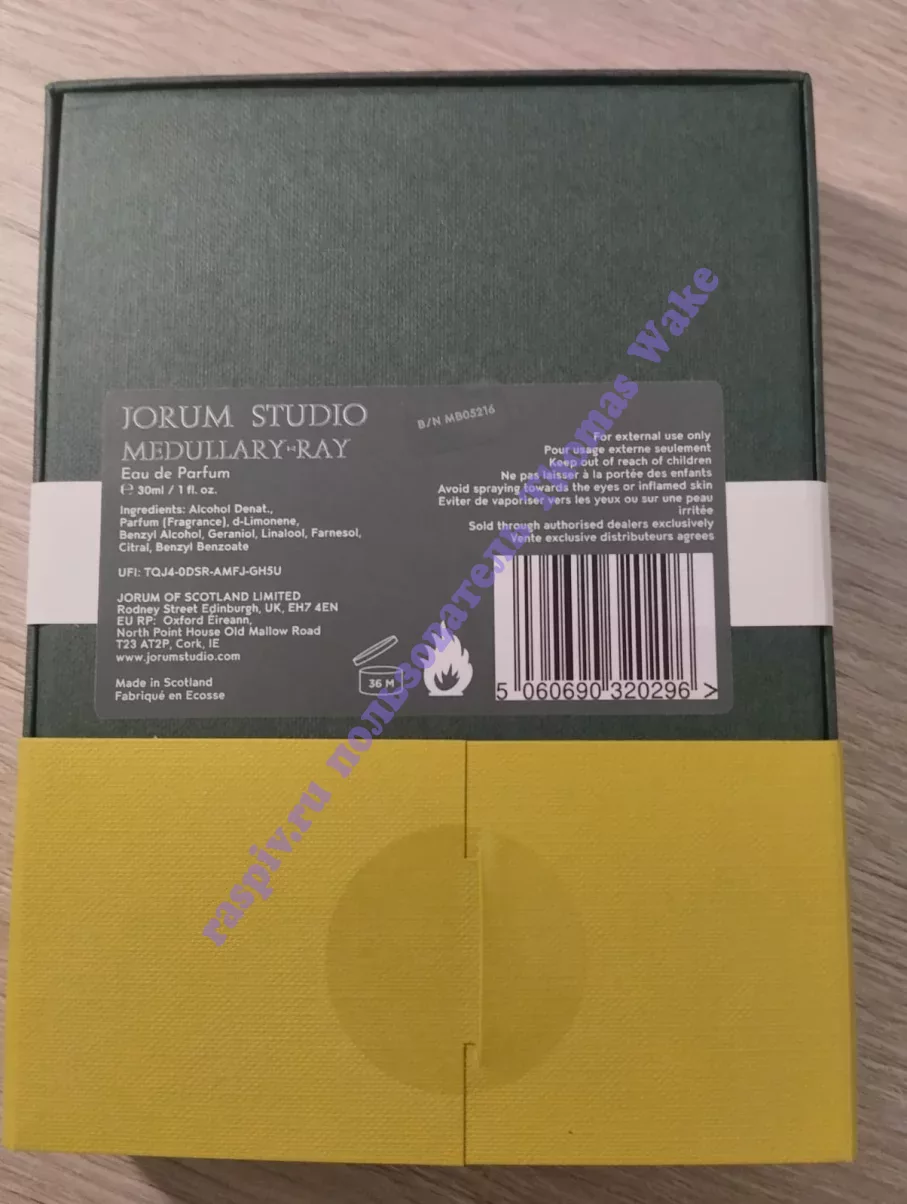 JORUM STUDIO
MEDULLARY-RAY
Eau de Parfum
℮ 30ml / 1 fl. oz.
Ingredients: Alcohol Denat.,
Parfum (Fragrance), d-Limonene,
Benzyl Alcohol, Geraniol, Linalool, Farnesol,
Citral, Benzyl Benzoate
UFI: TQJ4-0DSR-AMFJ-GH5U
JORUM OF SCOTLAND LIMITED
Rodney Street Edinburgh, UK, EH7 4EN
EU RP: Oxford Eireann,
North Point House Old Mallow Road
T23 AT2P, Cork, IE
www.jorumstudio.com
Made in Scotland
Fabriqué en Ecosse
B/N MB05216
For external use only
Pour usage externe seulement
Keep out of reach of children
Ne pas laisser à la portée des enfants
Avoid spraying towards the eyes or inflamed skin
Eviter de vaporiser vers les yeux ou sur une peau
irritée
Sold through authorised dealers exclusively
Vente exclusive distributeurs agrees
36 M
5 060690 320296 >
raspiv.ru пользователь Thomas Wake